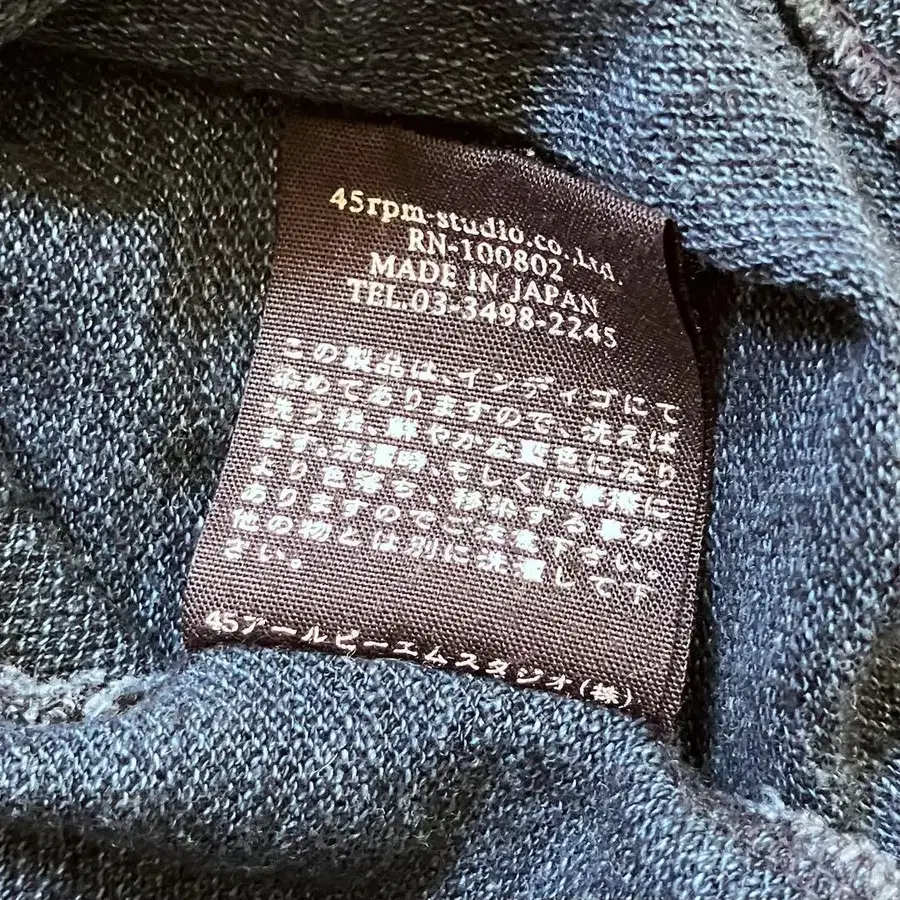 45rpm-studio.co.,Ltd.
RN-100802
MADE IN JAPAN
TEL.03-3498-2245
この製品は、インディゴにて
染めてありますので、洗えば
洗う程、鮮やかな藍色になり
ます。洗濯時、もしくは摩擦に
より色落ち、移染する事が
ありますのでご注意下さい。
他の物とは別に洗濯して下
さい。
45アールピーエムスタジオ(株)